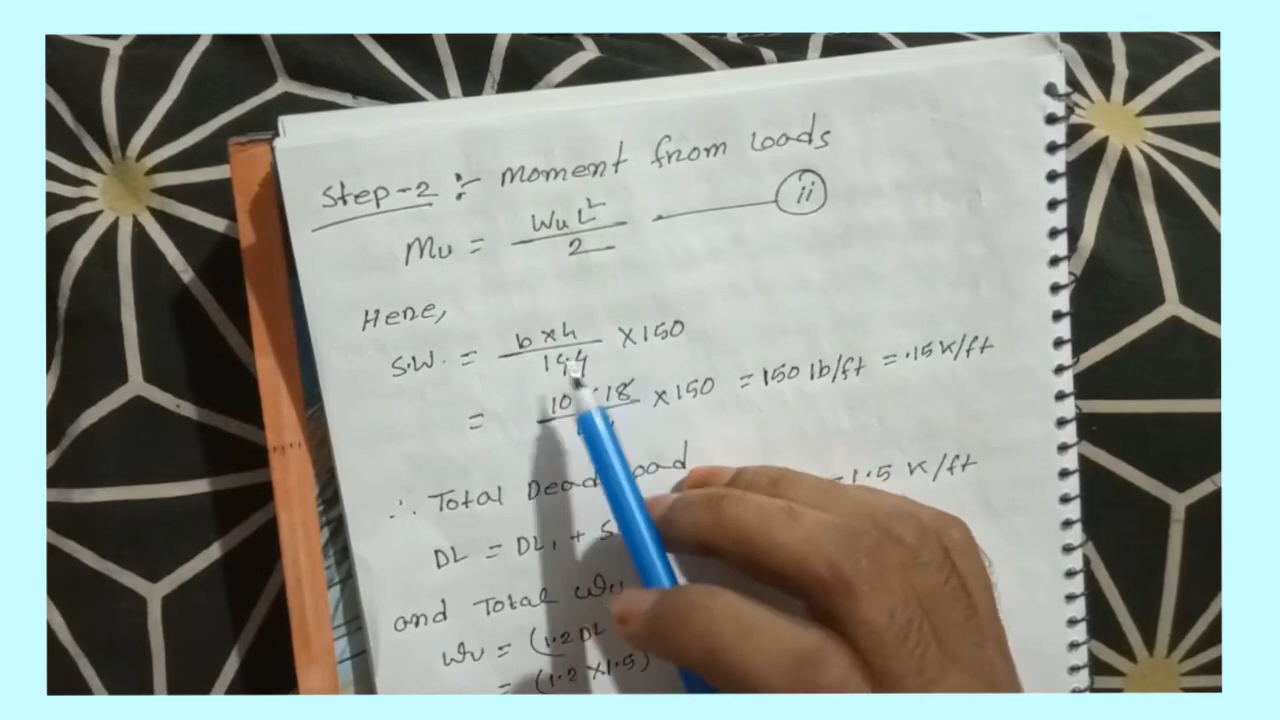 Step-2 :- Moment from Loads
Mu = WuL²/2 ——— ii
Here,
S.W. = b×h/144 ×150
= 10 18/ ×150 = 150 lb/ft = .15 K/ft
∴ Total Dead
DL = DL₁ + S
= 1.5 K/ft
and Total Wu
Wu = (1.2 DL
= (1.2 × 1.5)